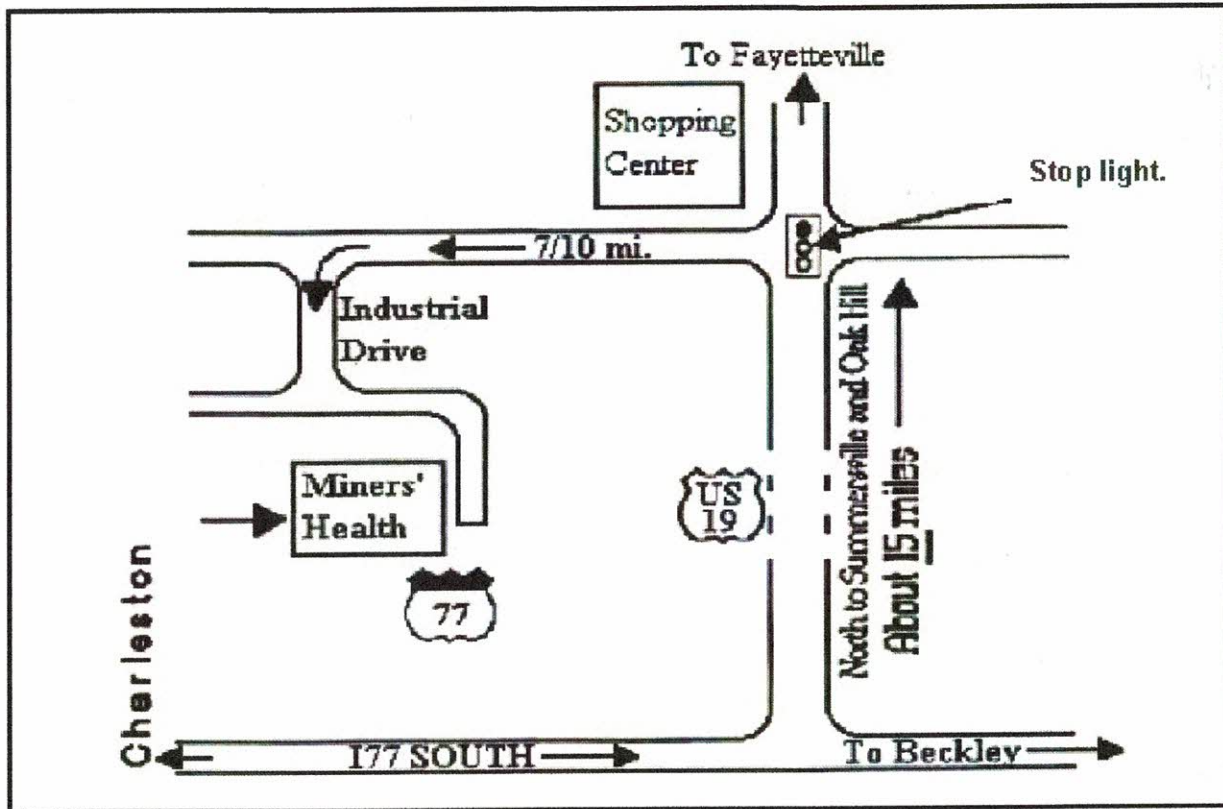 To Fayetteville
Shopping
Center
Stop light.
7/10 mi.
Industrial
Drive
North to Summerville and Oak Hill
About 15 miles
US
19
Miners'
Health
77
Charleston
I77 SOUTH
To Beckley